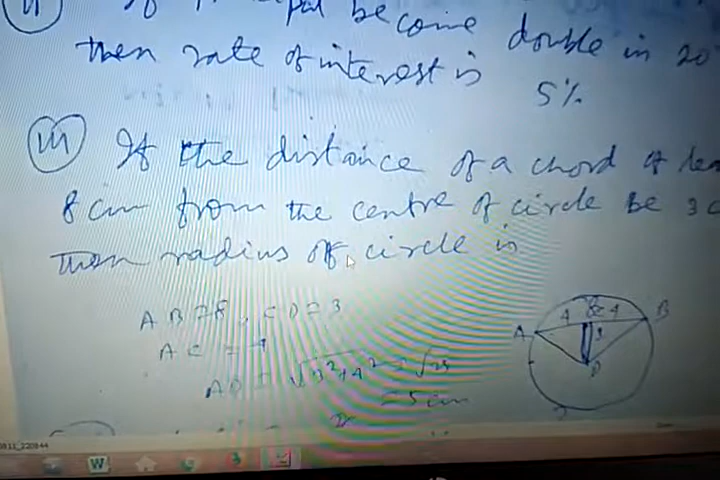 become double in 20
then rate of interest is 5%
(iii) If the distance of a chord of len
8 cm from the centre of circle be 3 c
then radius of circle is
AB = 8, CD = 3
AC = 4
AD = √3²+4² = √25
= 5 cm
A 4 C 4 B
3
D